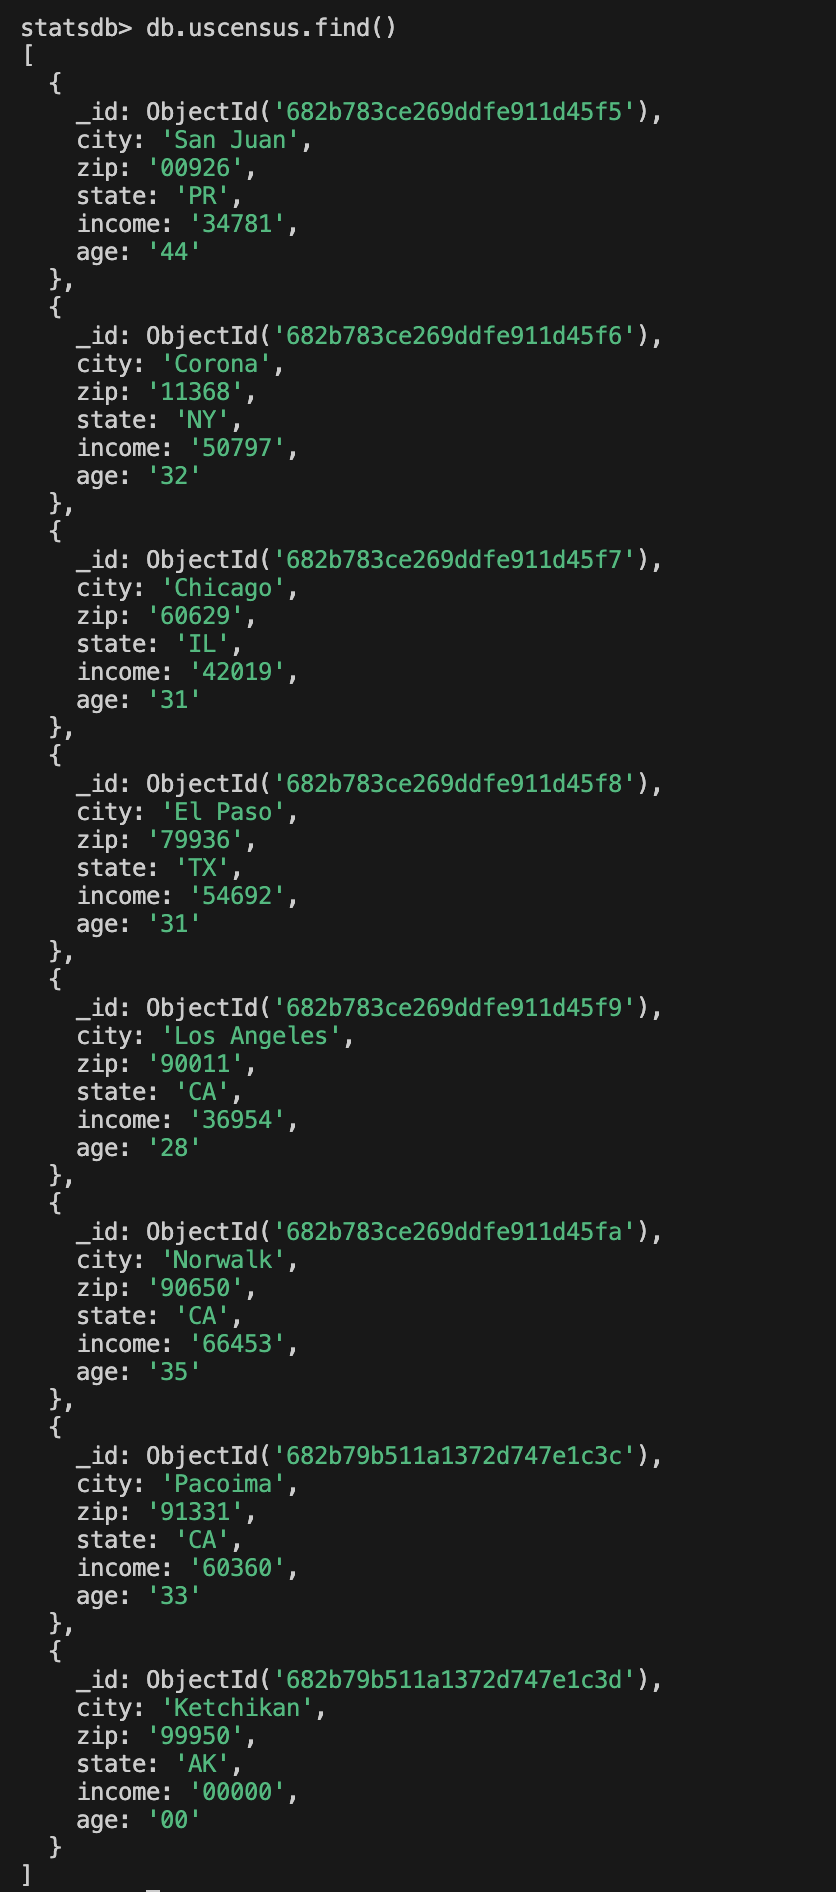 statsdb> db.uscensus.find()
[
  {
    _id: ObjectId('682b783ce269ddfe911d45f5'),
    city: 'San Juan',
    zip: '00926',
    state: 'PR',
    income: '34781',
    age: '44'
  },
  {
    _id: ObjectId('682b783ce269ddfe911d45f6'),
    city: 'Corona',
    zip: '11368',
    state: 'NY',
    income: '50797',
    age: '32'
  },
  {
    _id: ObjectId('682b783ce269ddfe911d45f7'),
    city: 'Chicago',
    zip: '60629',
    state: 'IL',
    income: '42019',
    age: '31'
  },
  {
    _id: ObjectId('682b783ce269ddfe911d45f8'),
    city: 'El Paso',
    zip: '79936',
    state: 'TX',
    income: '54692',
    age: '31'
  },
  {
    _id: ObjectId('682b783ce269ddfe911d45f9'),
    city: 'Los Angeles',
    zip: '90011',
    state: 'CA',
    income: '36954',
    age: '28'
  },
  {
    _id: ObjectId('682b783ce269ddfe911d45fa'),
    city: 'Norwalk',
    zip: '90650',
    state: 'CA',
    income: '66453',
    age: '35'
  },
  {
    _id: ObjectId('682b79b511a1372d747e1c3c'),
    city: 'Pacoima',
    zip: '91331',
    state: 'CA',
    income: '60360',
    age: '33'
  },
  {
    _id: ObjectId('682b79b511a1372d747e1c3d'),
    city: 'Ketchikan',
    zip: '99950',
    state: 'AK',
    income: '00000',
    age: '00'
  }
]